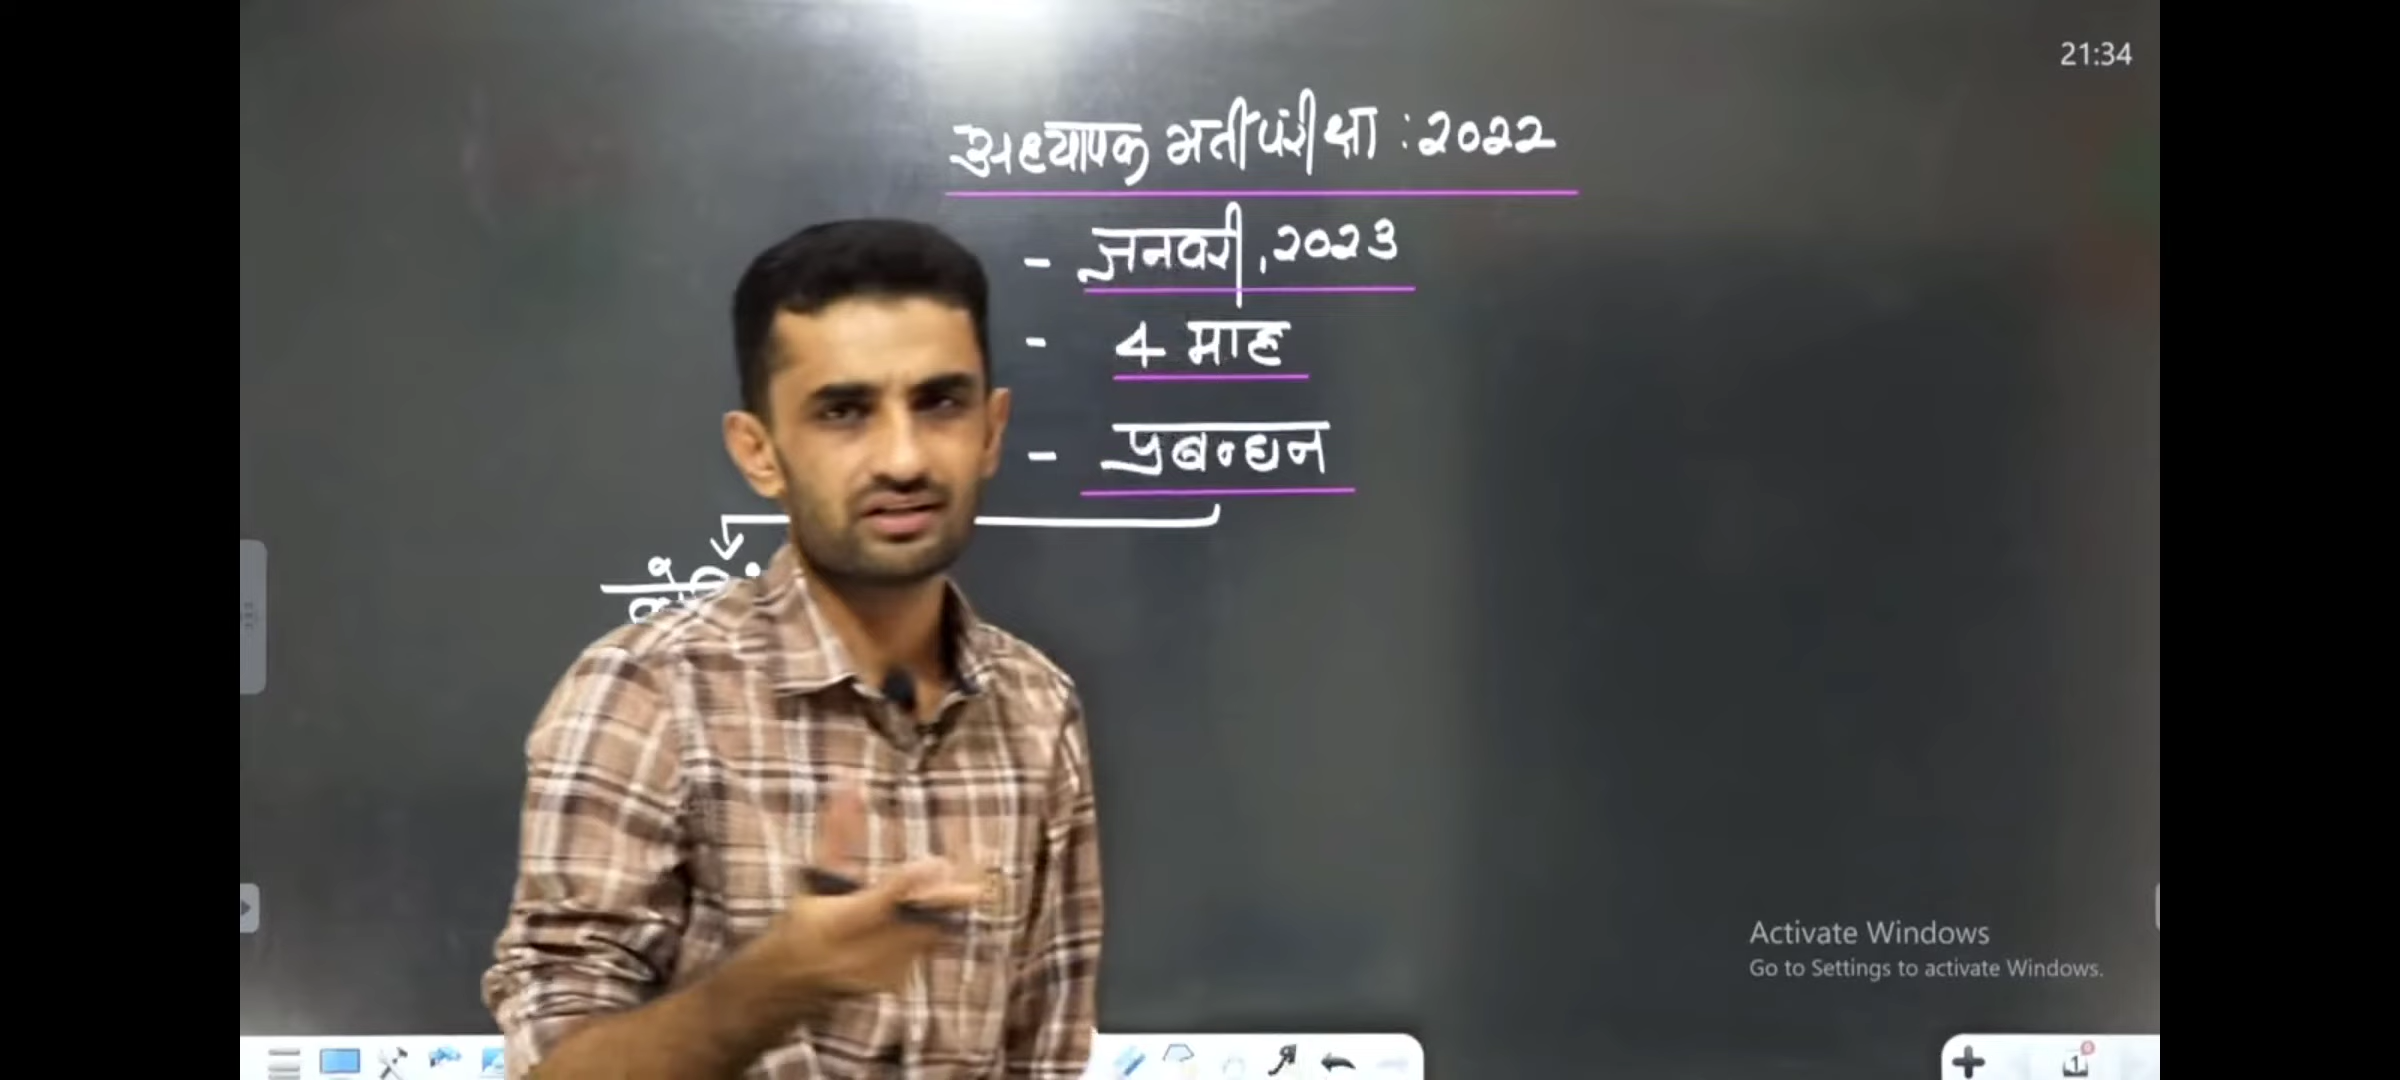 21:34
अध्यापक भर्ती परीक्षा : 2022
- जनवरी, 2023
- 4 माह
- प्रबन्धन
Activate Windows
Go to Settings to activate Windows.